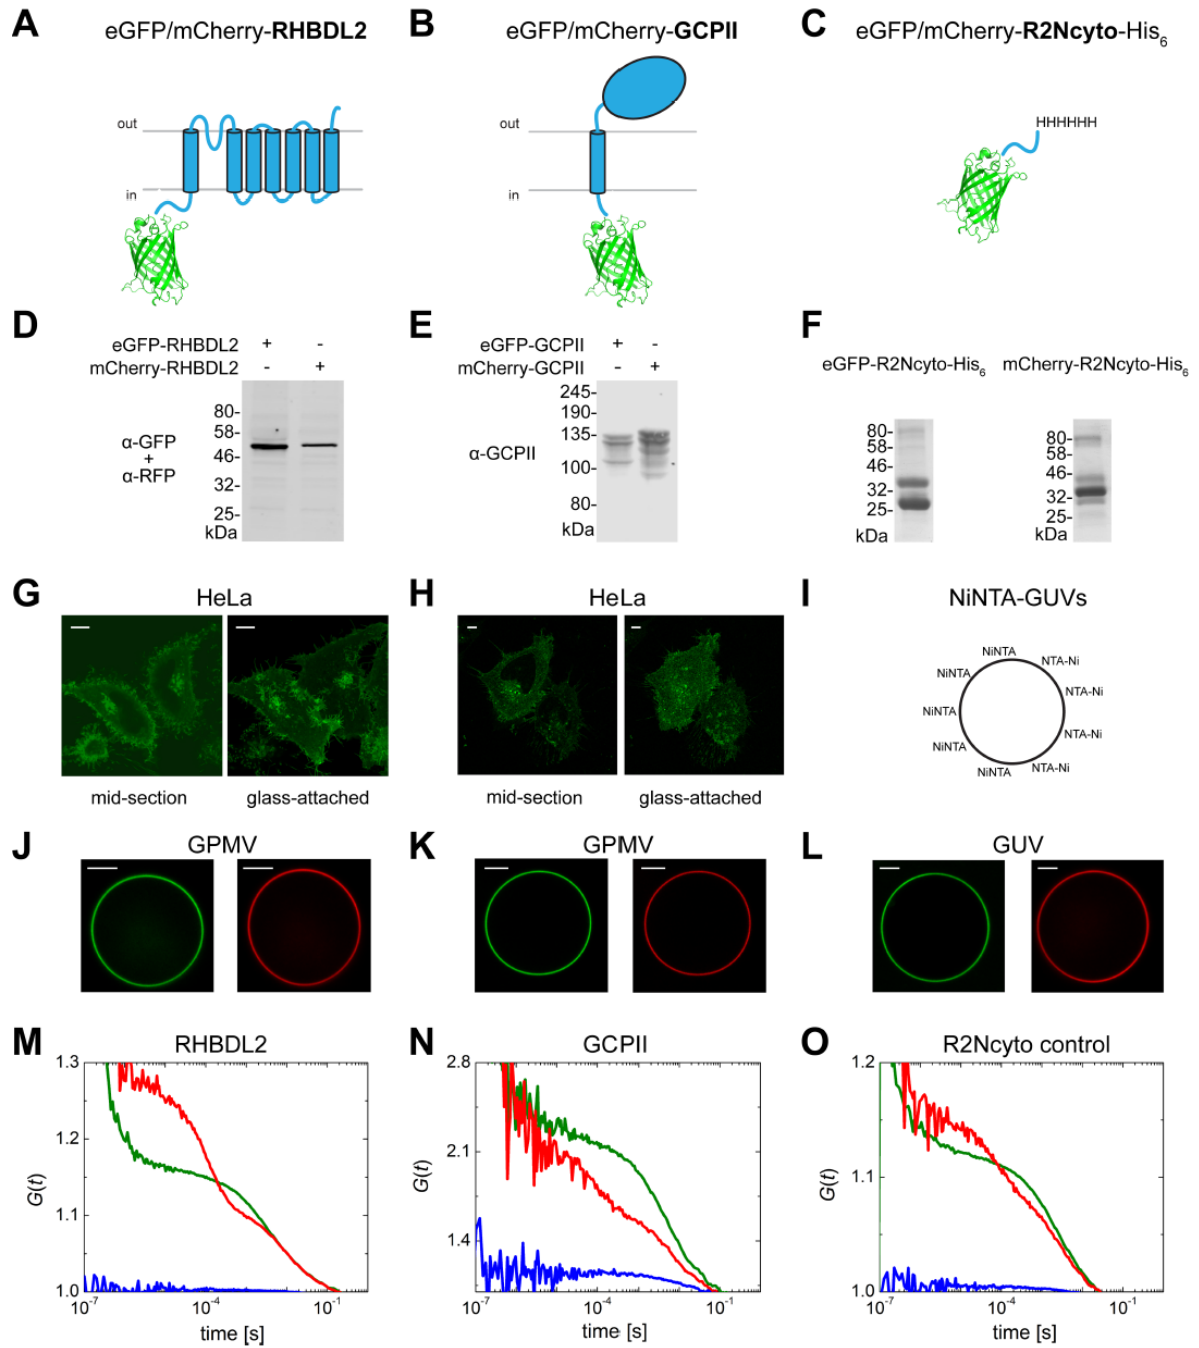 A
eGFP/mCherry-RHBDL2
out
in
B
eGFP/mCherry-GCPII
out
in
C
eGFP/mCherry-R2Ncyto-His6
HHHHHH
D
eGFP-RHBDL2 + -
mCherry-RHBDL2 - +
80-
58-
46-
32-
25-
kDa
α-GFP
+
α-RFP
E
eGFP-GCPII + -
mCherry-GCPII - +
245-
190-
135-
100-
80-
kDa
α-GCPII
F
eGFP-R2Ncyto-His6
80-
58-
46-
32-
25-
kDa
mCherry-R2Ncyto-His6
80-
58-
46-
32-
25-
kDa
G
HeLa
mid-section
glass-attached
H
HeLa
mid-section
glass-attached
I
NiNTA-GUVs
NiNTA
NTA-Ni
NiNTA
NTA-Ni
NiNTA
NTA-Ni
NiNTA
NiNTA
NTA-Ni
J
GPMV
K
GPMV
L
GUV
M
RHBDL2
1.3
1.2
1.1
1.0
G(t)
10-7
10-4
10-1
time [s]
N
GCPII
2.8
2.1
1.4
G(t)
10-7
10-4
10-1
time [s]
O
R2Ncyto control
1.2
1.1
1.0
G(t)
10-7
10-4
10-1
time [s]